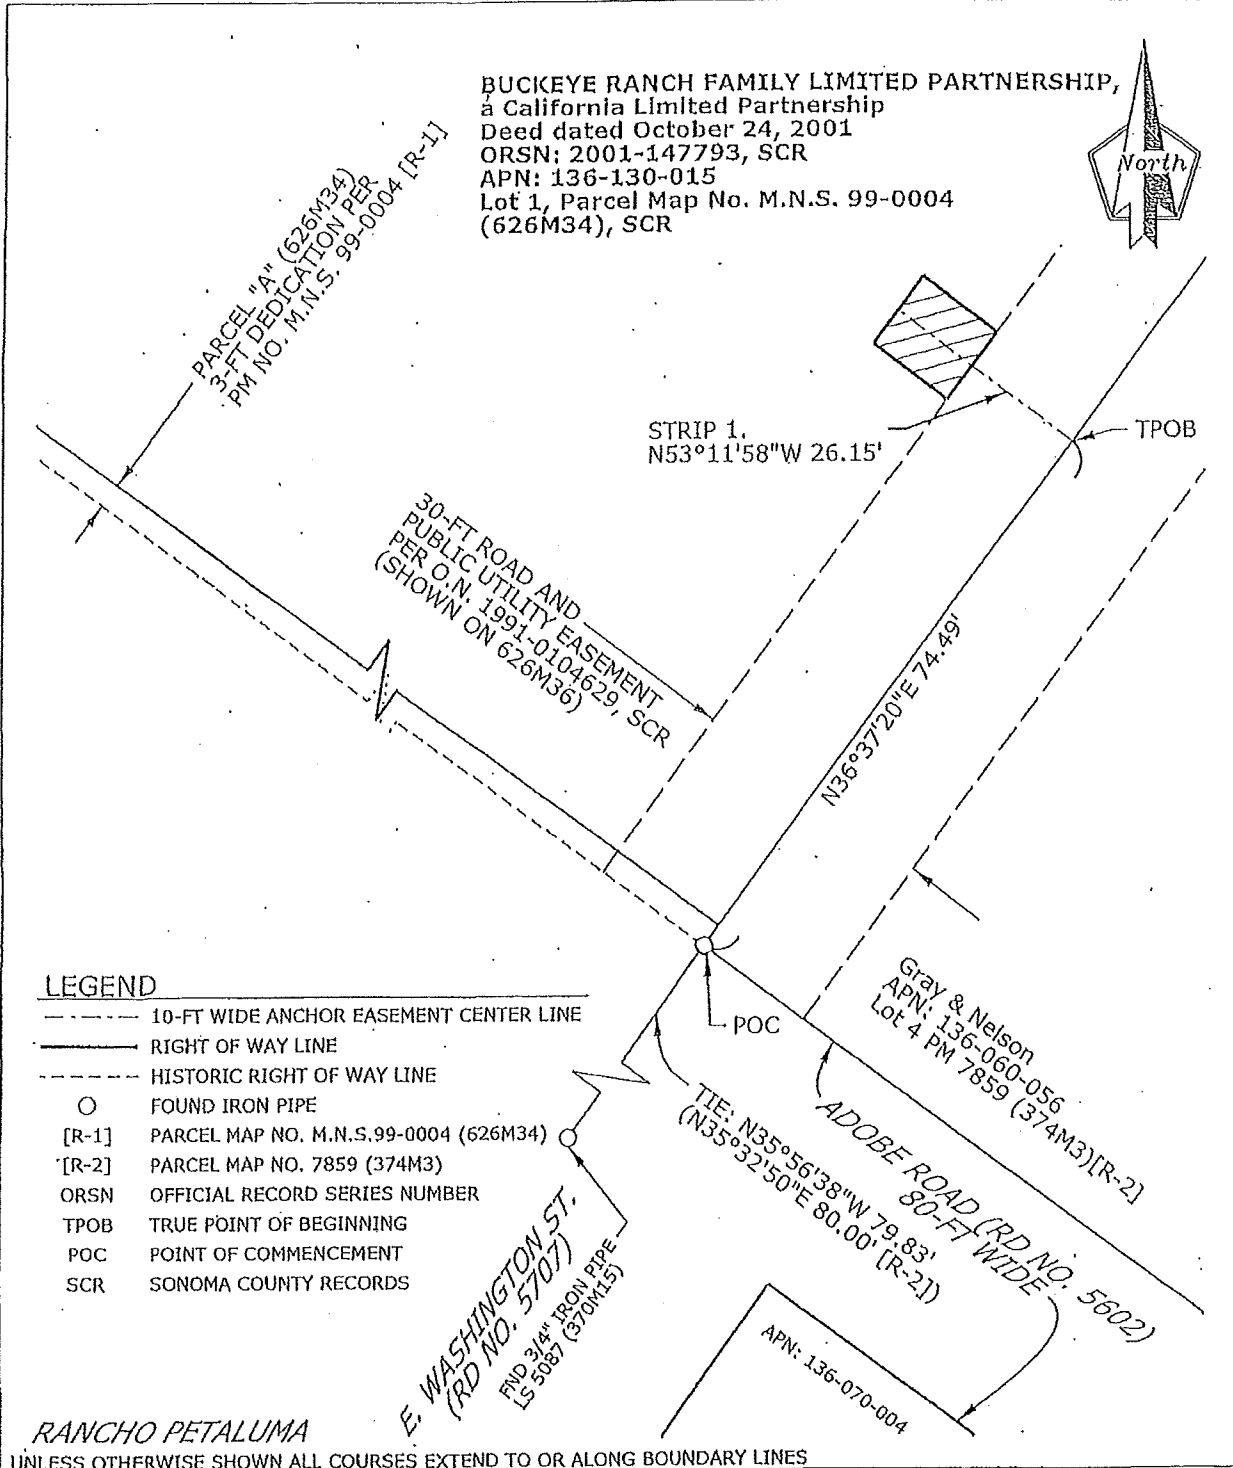 BUCKEYE RANCH FAMILY LIMITED PARTNERSHIP,
a California Limited Partnership
Deed dated October 24, 2001
ORSN: 2001-147793, SCR
APN: 136-130-015
Lot 1, Parcel Map No. M.N.S. 99-0004
(626M34), SCR
North
PARCEL "A" (626M34)
3-FT DEDICATION PER
PM NO. M.N.S. 99-0004 [R-1]
STRIP 1.
N53°11'58"W 26.15'
TPOB
30-FT ROAD AND
PUBLIC UTILITY EASEMENT
PER O.N. 1991-0104629, SCR
(SHOWN ON 626M36)
N36°37'20"E 74.49'
POC
Gray & Nelson
APN: 136-060-056
Lot 4 PM 7859 (374M3)[R-2]
TIE: N35°56'38"W 79.83'
(N35°32'50"E 80.00' [R-2])
ADOBE ROAD (RD NO. 5602)
80-FT WIDE
LEGEND
10-FT WIDE ANCHOR EASEMENT CENTER LINE
RIGHT OF WAY LINE
HISTORIC RIGHT OF WAY LINE
FOUND IRON PIPE
[R-1] PARCEL MAP NO. M.N.S.99-0004 (626M34)
[R-2] PARCEL MAP NO. 7859 (374M3)
ORSN OFFICIAL RECORD SERIES NUMBER
TPOB TRUE POINT OF BEGINNING
POC POINT OF COMMENCEMENT
SCR SONOMA COUNTY RECORDS
E. WASHINGTON ST.
(RD NO. 5707)
FND 3/4" IRON PIPE
LS 5087 (370M15)
APN: 136-070-004
RANCHO PETALUMA
UNLESS OTHERWISE SHOWN ALL COURSES EXTEND TO OR ALONG BOUNDARY LINES